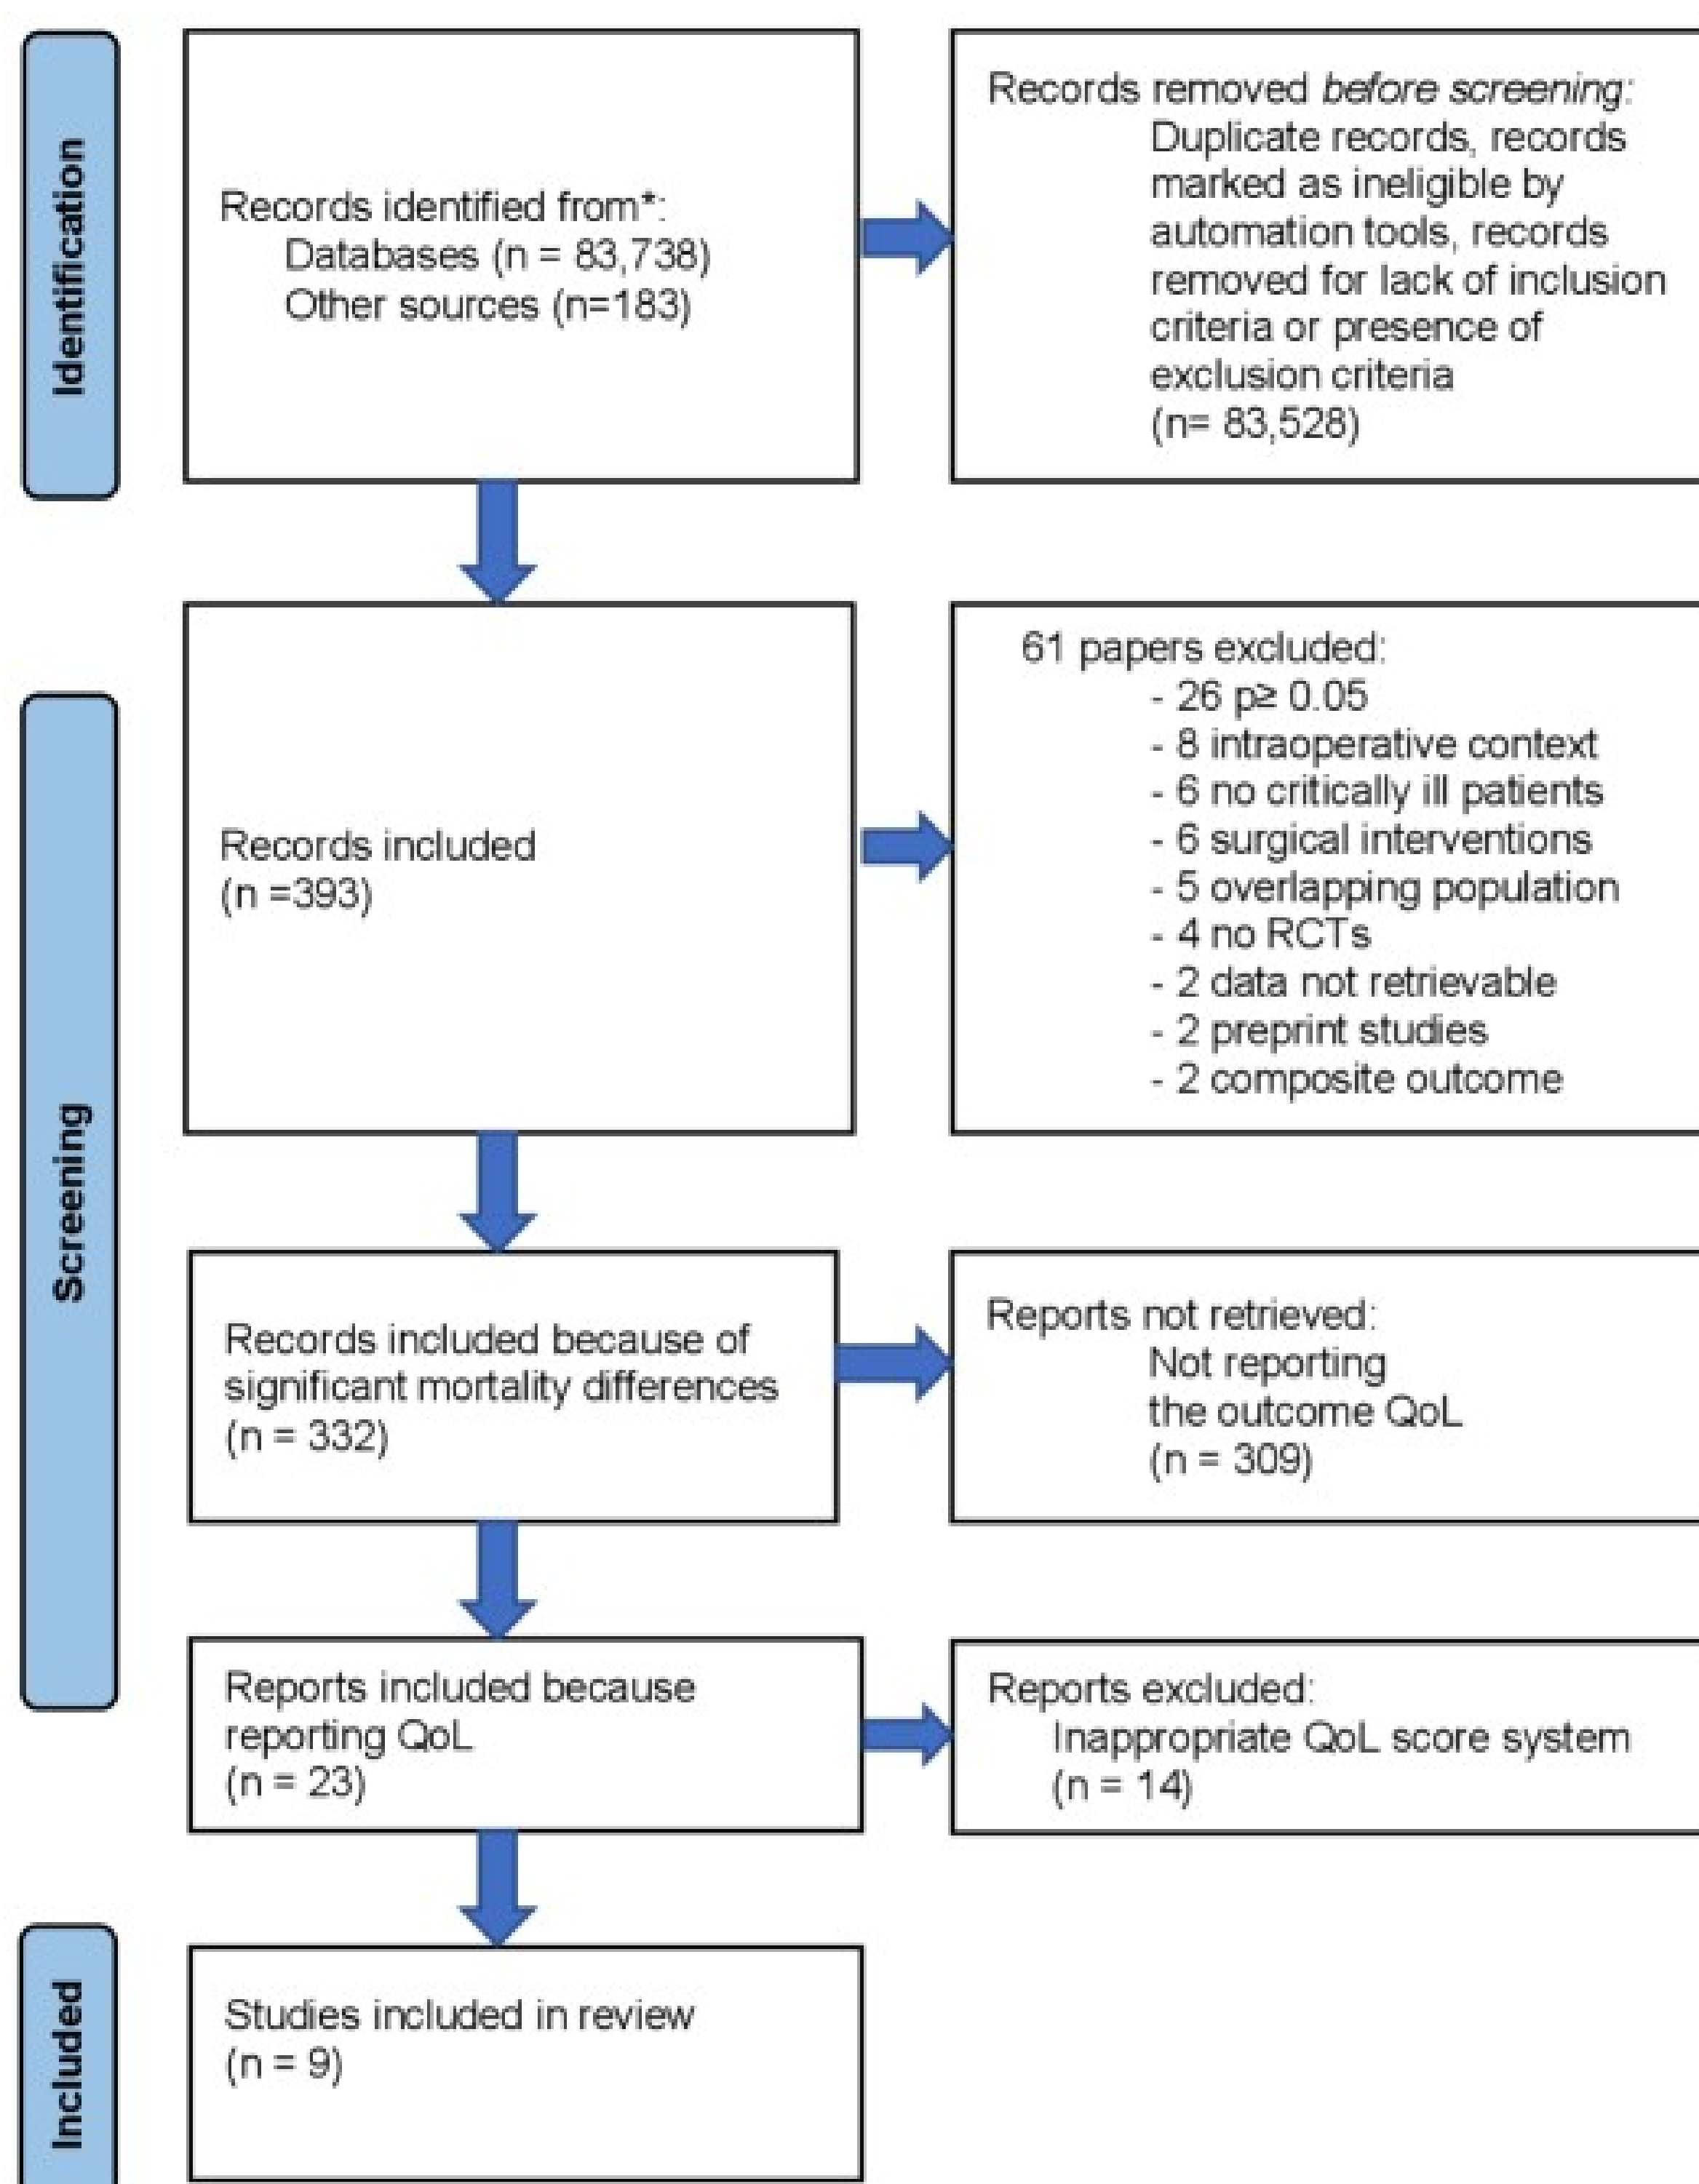 Identification
Records identified from*:
Databases (n = 83,738)
Other sources (n=183)
Records removed before screening:
Duplicate records, records
marked as ineligible by
automation tools, records
removed for lack of inclusion
criteria or presence of
exclusion criteria
(n= 83,528)
Screening
Records included
(n =393)
61 papers excluded:
- 26 p≥ 0.05
- 8 intraoperative context
- 6 no critically ill patients
- 6 surgical interventions
- 5 overlapping population
- 4 no RCTs
- 2 data not retrievable
- 2 preprint studies
- 2 composite outcome
Records included because of
significant mortality differences
(n = 332)
Reports not retrieved:
Not reporting
the outcome QoL
(n = 309)
Reports included because
reporting QoL
(n = 23)
Reports excluded:
Inappropriate QoL score system
(n = 14)
Included
Studies included in review
(n = 9)